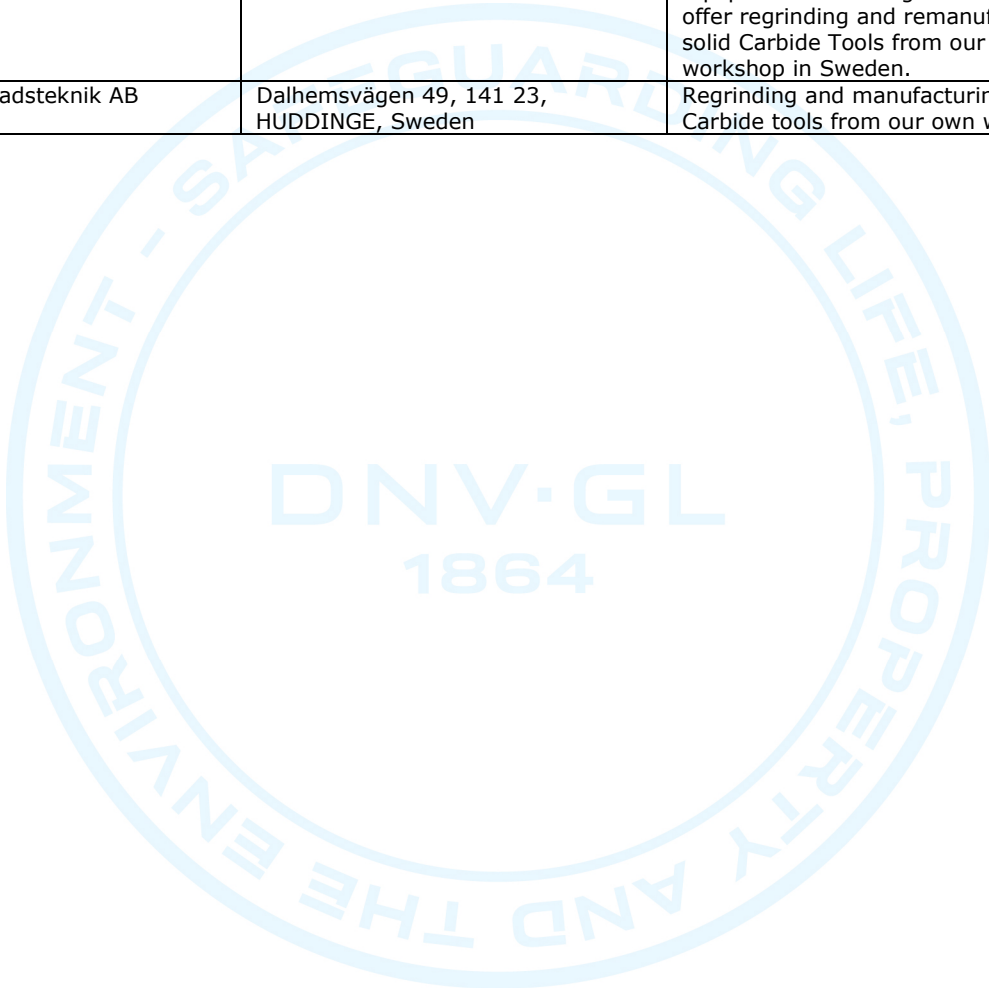 offer regrinding and remanuf
solid Carbide Tools from our
workshop in Sweden.
adsteknik AB
Dalhemsvägen 49, 141 23,
HUDDINGE, Sweden
Regrinding and manufacturin
Carbide tools from our own w
SAFEGUARDING LIFE, PROPERTY AND THE ENVIRONMENT -
DNV·GL
1864